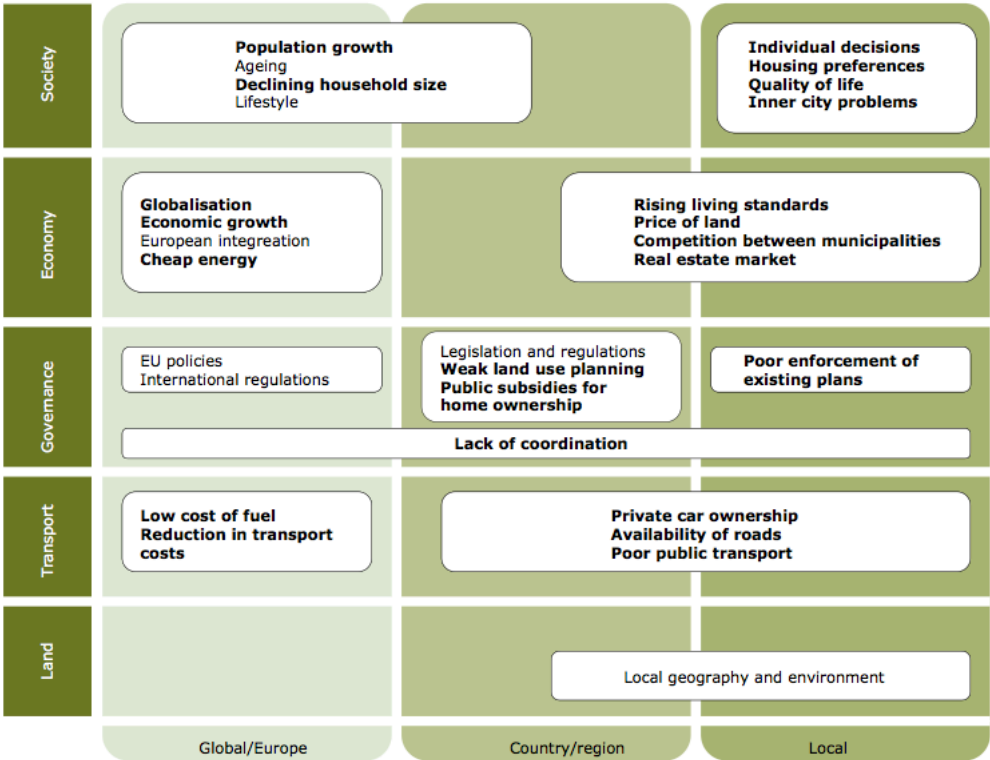 Society
Population growth
Ageing
Declining household size
Lifestyle
Individual decisions
Housing preferences
Quality of life
Inner city problems
Economy
Globalisation
Economic growth
European integreation
Cheap energy
Rising living standards
Price of land
Competition between municipalities
Real estate market
Governance
EU policies
International regulations
Legislation and regulations
Weak land use planning
Public subsidies for
home ownership
Poor enforcement of
existing plans
Lack of coordination
Transport
Low cost of fuel
Reduction in transport
costs
Private car ownership
Availability of roads
Poor public transport
Land
Local geography and environment
Global/Europe
Country/region
Local